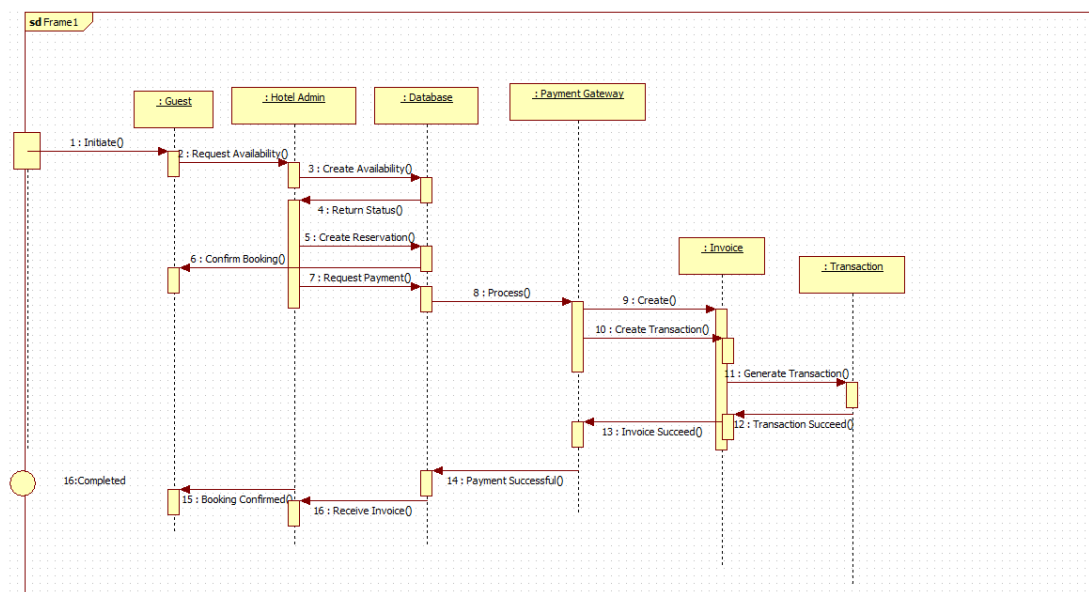 sd Frame1
: Guest
: Hotel Admin
: Database
: Payment Gateway
1 : Initiate()
2 : Request Availability()
3 : Create Availability()
4 : Return Status()
5 : Create Reservation()
6 : Confirm Booking()
7 : Request Payment()
: Invoice
: Transaction
8 : Process()
9 : Create()
10 : Create Transaction()
11 : Generate Transaction()
12 : Transaction Succeed()
13 : Invoice Succeed()
14 : Payment Successful()
16:Completed
15 : Booking Confirmed()
16 : Receive Invoice()